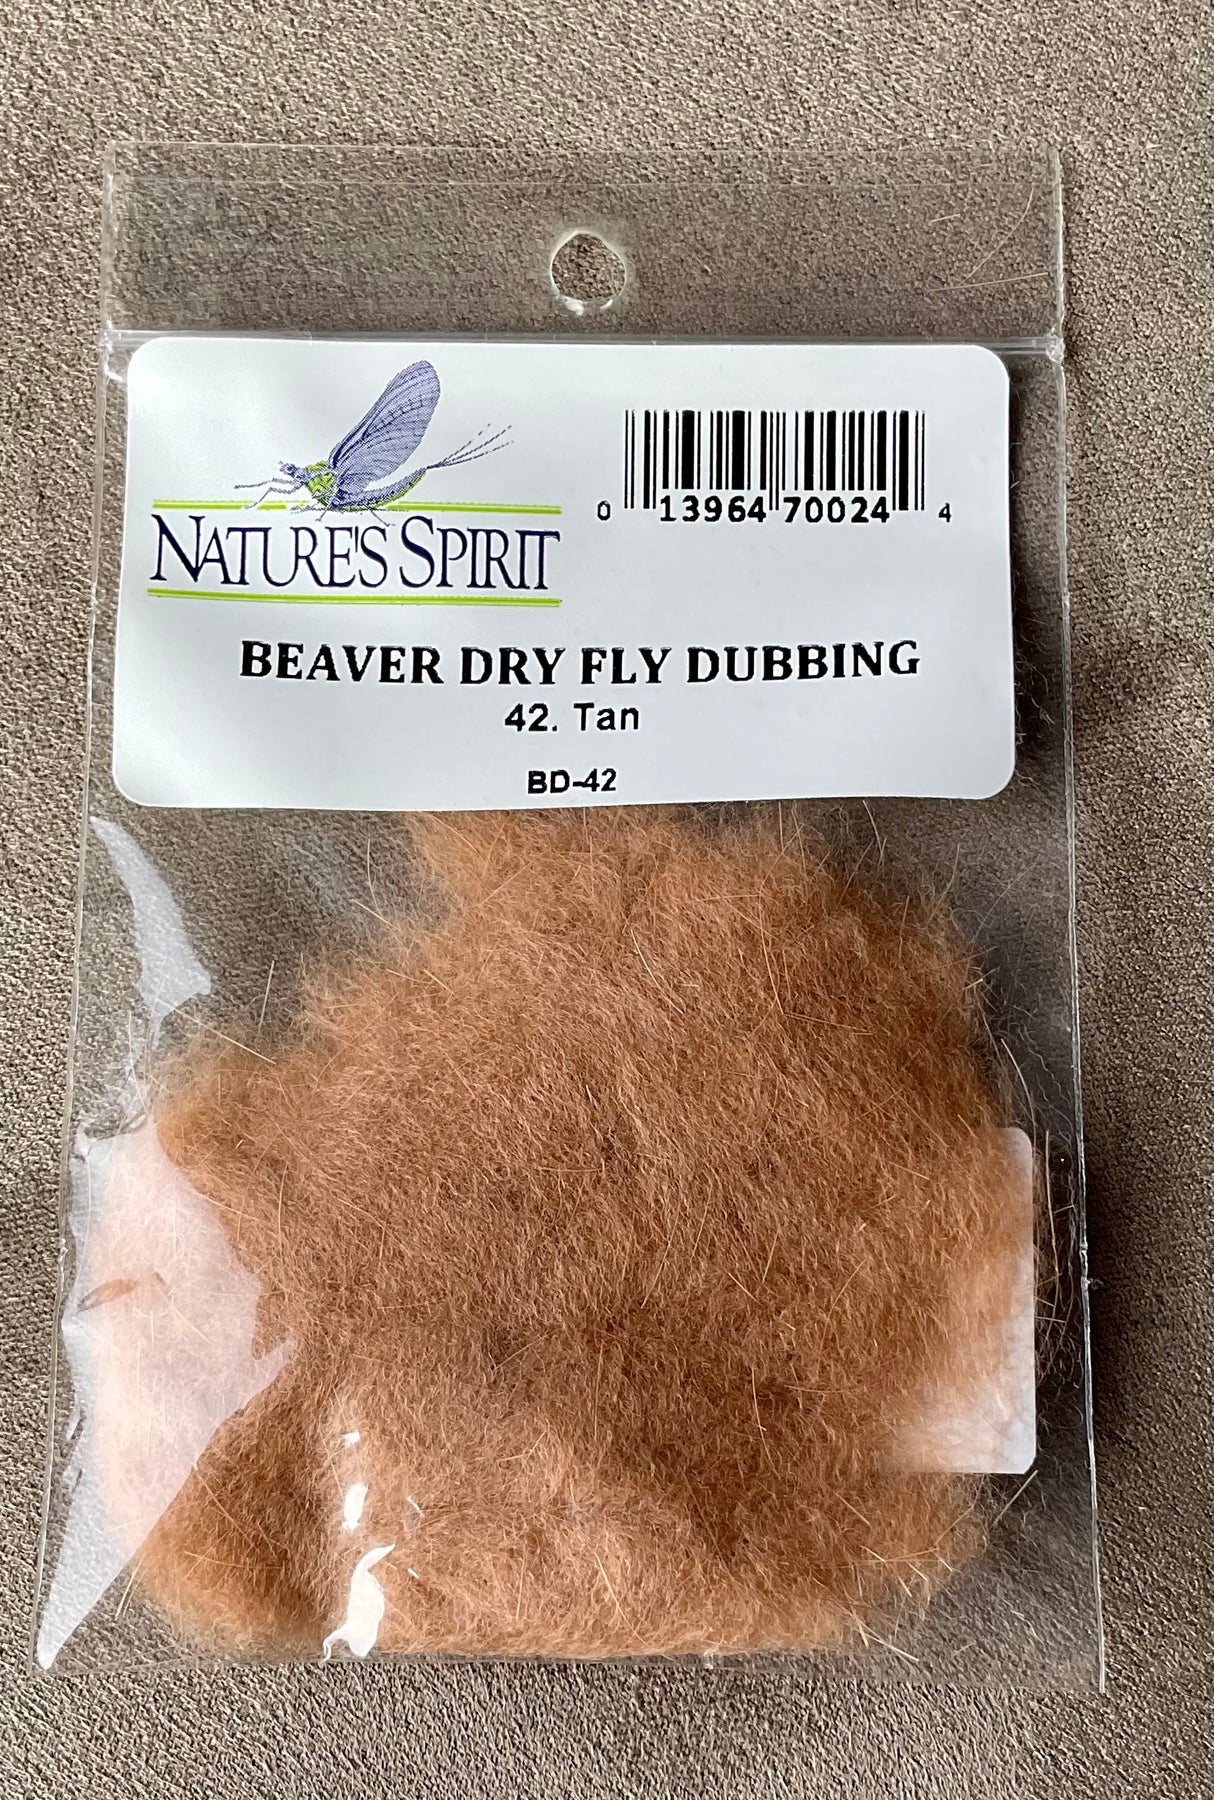 NATURE'S SPIRIT
0 13964 70024 4
BEAVER DRY FLY DUBBING
42. Tan
BD-42